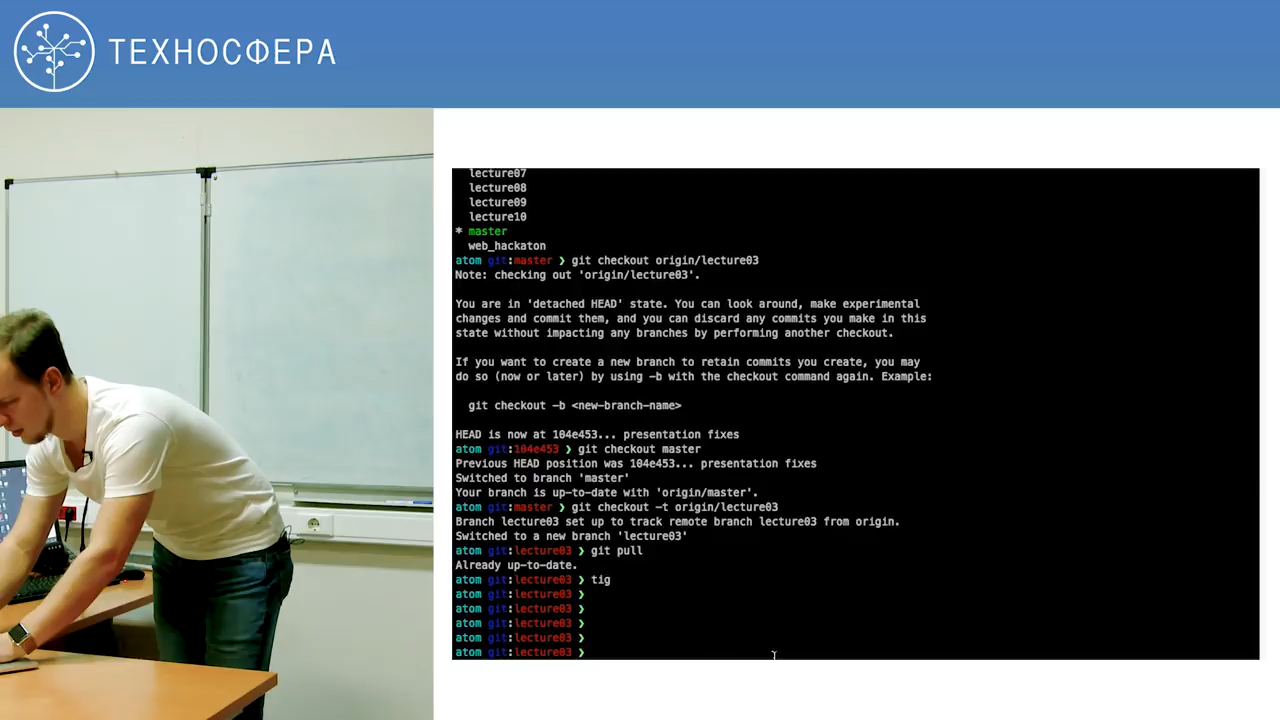 ТЕХНОСФЕРА
lecture07
lecture08
lecture09
lecture10
* master
web_hackaton
atom git:master ❯ git checkout origin/lecture03
Note: checking out 'origin/lecture03'.
You are in 'detached HEAD' state. You can look around, make experimental
changes and commit them, and you can discard any commits you make in this
state without impacting any branches by performing another checkout.
If you want to create a new branch to retain commits you create, you may
do so (now or later) by using -b with the checkout command again. Example:
git checkout -b <new-branch-name>
HEAD is now at 104e453... presentation fixes
atom git:104e453 ❯ git checkout master
Previous HEAD position was 104e453... presentation fixes
Switched to branch 'master'
Your branch is up-to-date with 'origin/master'.
atom git:master ❯ git checkout -t origin/lecture03
Branch lecture03 set up to track remote branch lecture03 from origin.
Switched to a new branch 'lecture03'
atom git:lecture03 ❯ git pull
Already up-to-date.
atom git:lecture03 ❯ tig
atom git:lecture03 ❯
atom git:lecture03 ❯
atom git:lecture03 ❯
atom git:lecture03 ❯
atom git:lecture03 ❯